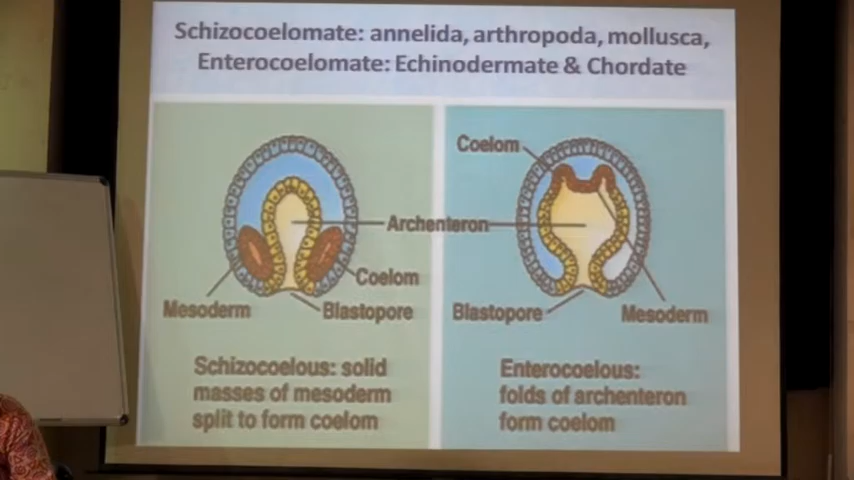 Schizocoelomate: annelida, arthropoda, mollusca,
Enterocoelomate: Echinodermate & Chordate
Coelom
Archenteron
Coelom
Mesoderm
Blastopore
Blastopore
Mesoderm
Schizocoelous: solid
masses of mesoderm
split to form coelom
Enterocoelous:
folds of archenteron
form coelom